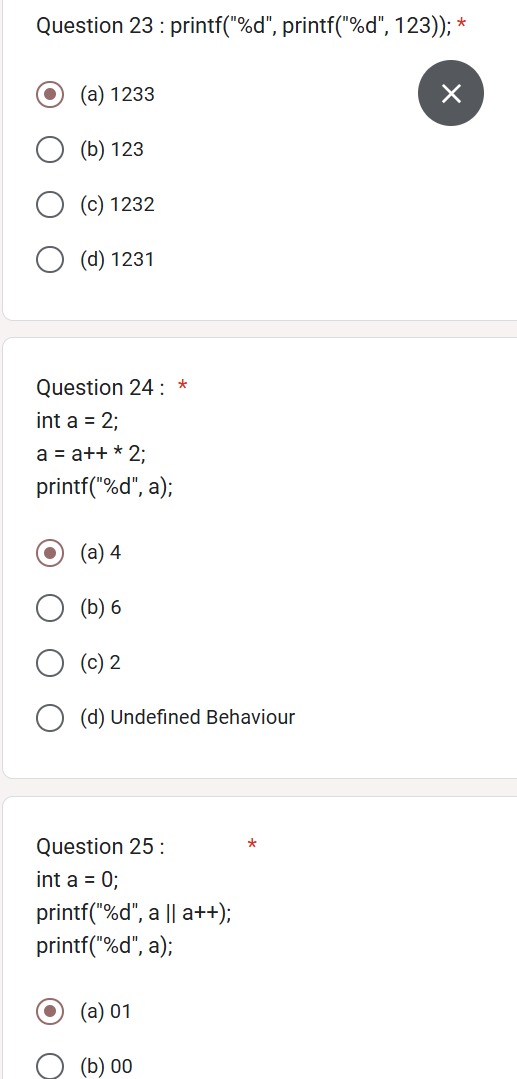 Question 23 : printf("%d", printf("%d", 123)); *
(a) 1233
(b) 123
(c) 1232
(d) 1231
Question 24 : *
int a = 2;
a = a++ * 2;
printf("%d", a);
(a) 4
(b) 6
(c) 2
(d) Undefined Behaviour
Question 25 : *
int a = 0;
printf("%d", a || a++);
printf("%d", a);
(a) 01
(b) 00